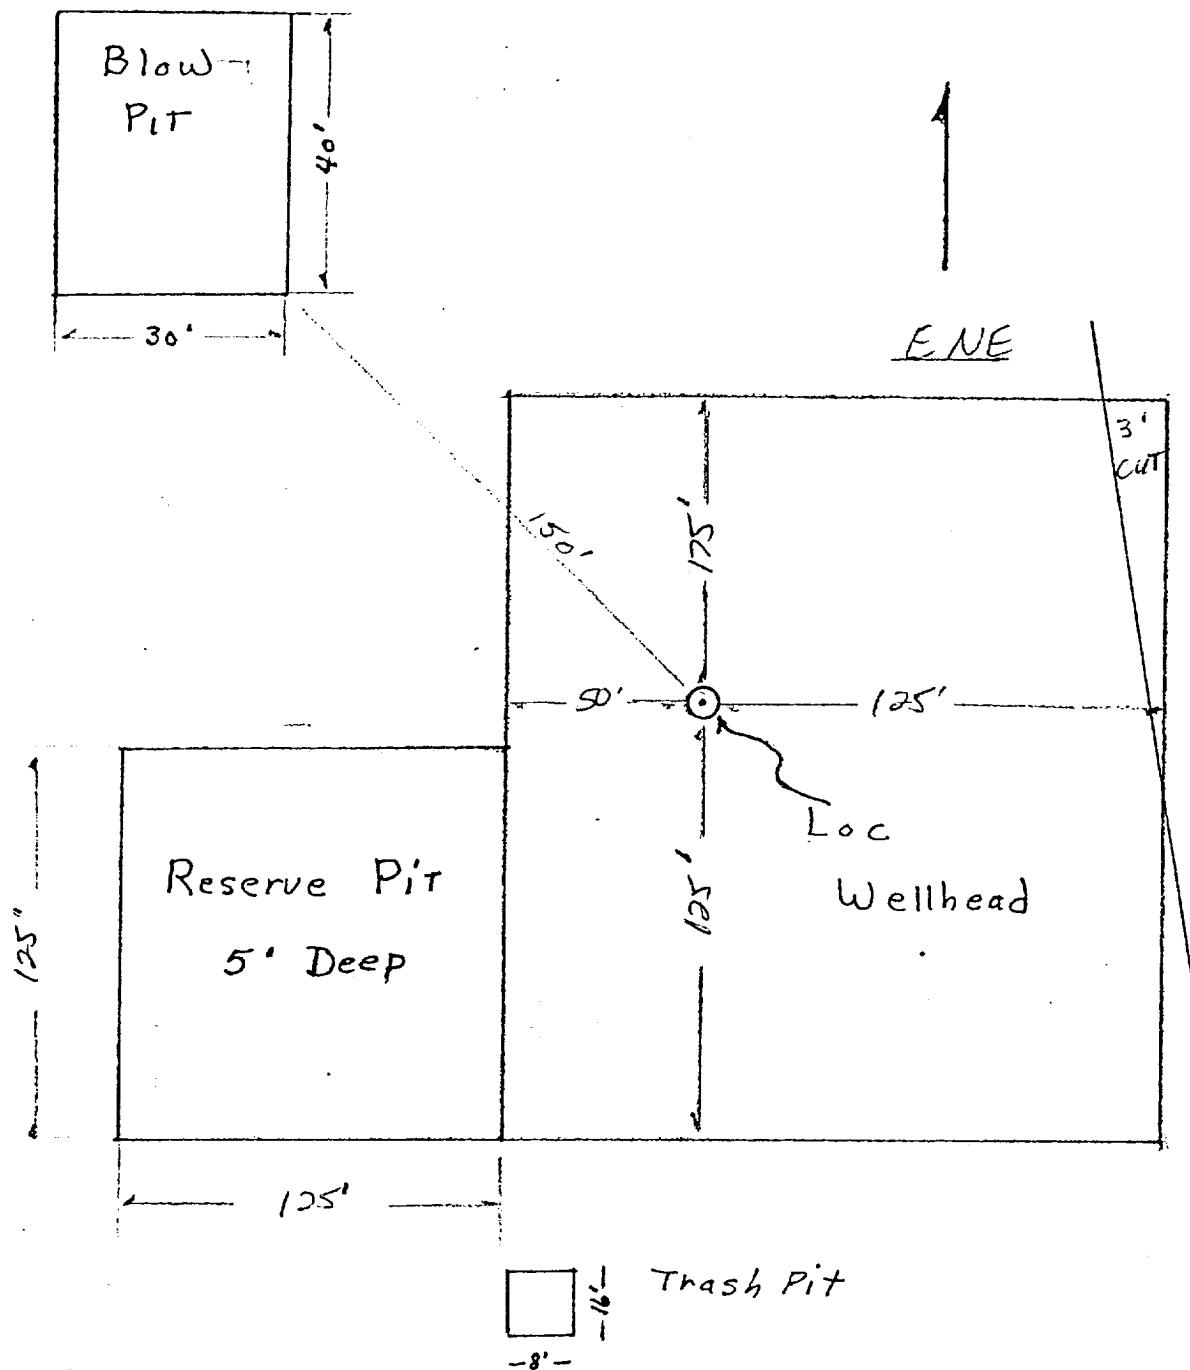 Blow
PIT
40'
30'
ENE
3'
CUT
150'
175'
50'
125'
Loc
Wellhead
125'
Reserve Pit
5' Deep
125"
125'
Trash Pit
16'
8'